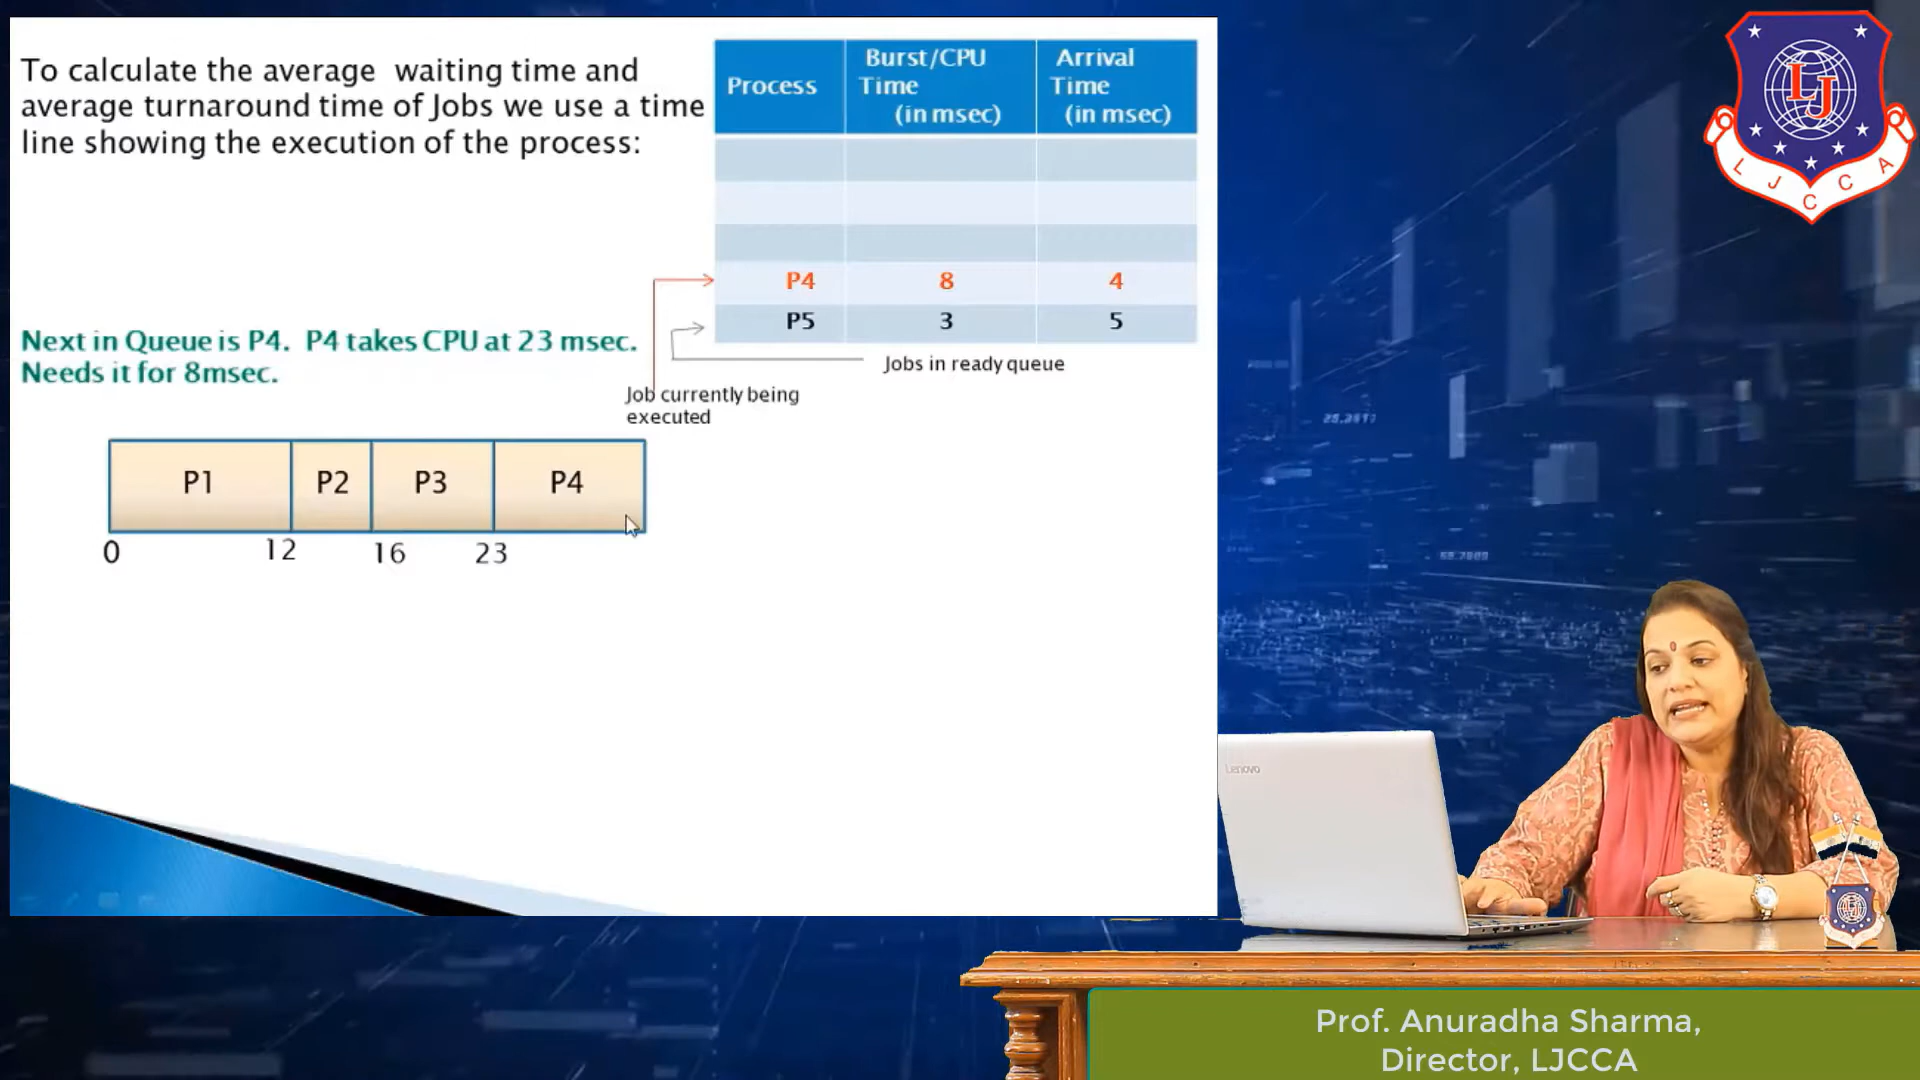 To calculate the average waiting time and
average turnaround time of Jobs we use a time
line showing the execution of the process:
Process Burst/CPU Time (in msec) Arrival Time (in msec)
P4 8 4
P5 3 5
Next in Queue is P4. P4 takes CPU at 23 msec.
Needs it for 8msec.
Jobs in ready queue
Job currently being
executed
P1 P2 P3 P4
0 12 16 23
LJ
L J C C A
Lenovo
LJ
Prof. Anuradha Sharma,
Director, LJCCA